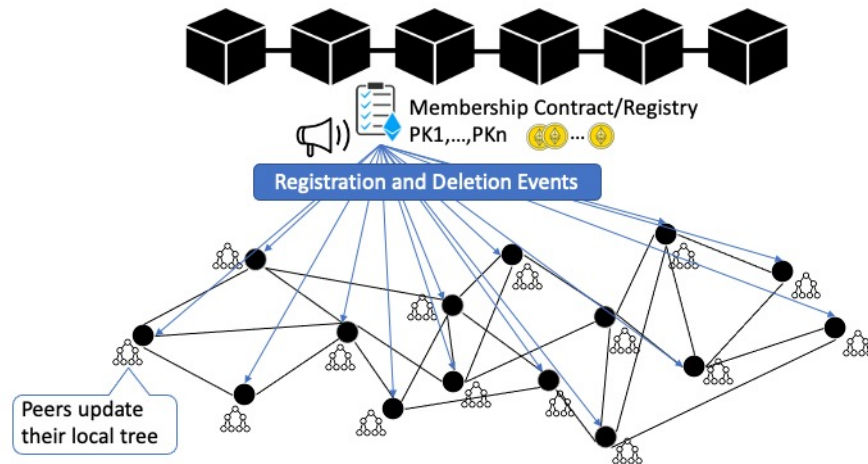 Membership Contract/Registry
PK1,...,PKn
...
Registration and Deletion Events
Peers update
their local tree